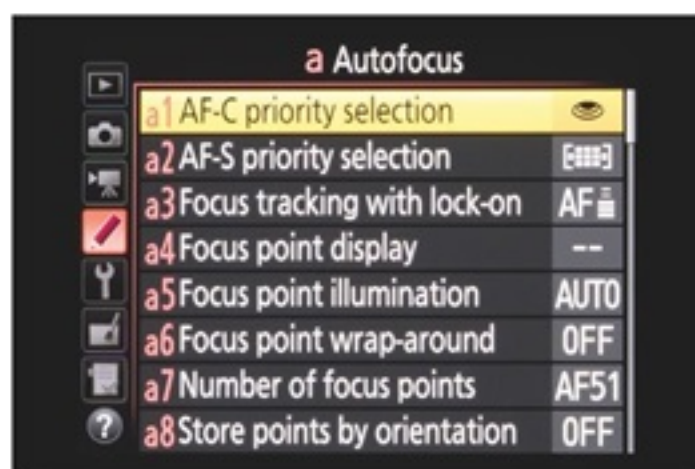 a Autofocus
a1 AF-C priority selection
a2 AF-S priority selection
a3 Focus tracking with lock-on AF
a4 Focus point display --
a5 Focus point illumination AUTO
a6 Focus point wrap-around OFF
a7 Number of focus points AF51
a8 Store points by orientation OFF
?